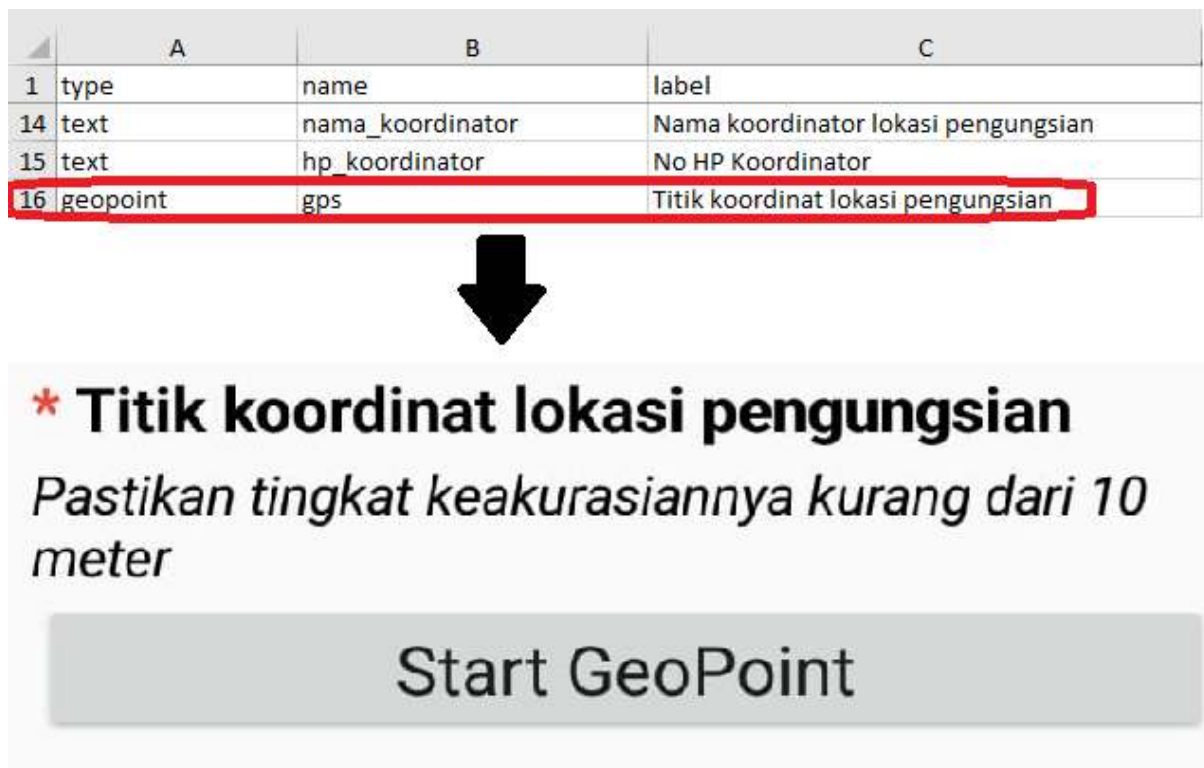 A B C
1 type name label
14 text nama_koordinator Nama koordinator lokasi pengungsian
15 text hp_koordinator No HP Koordinator
16 geopoint gps Titik koordinat lokasi pengungsian
* Titik koordinat lokasi pengungsian
Pastikan tingkat keakurasiannya kurang dari 10
meter
Start GeoPoint